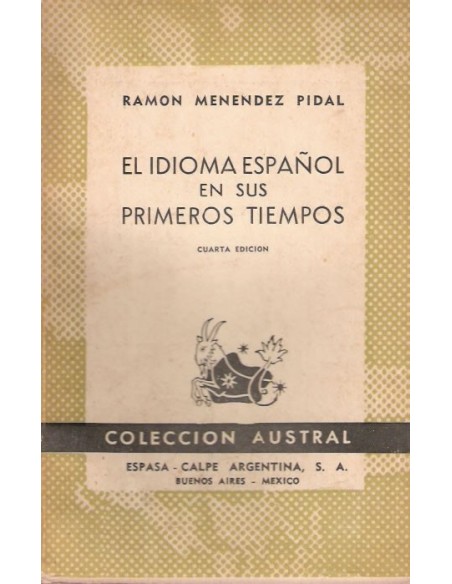 RAMON MENENDEZ PIDAL
EL IDIOMA ESPAÑOL
EN SUS
PRIMEROS TIEMPOS
CUARTA EDICION
COLECCION AUSTRAL
ESPASA - CALPE ARGENTINA, S. A.
BUENOS AIRES - MEXICO